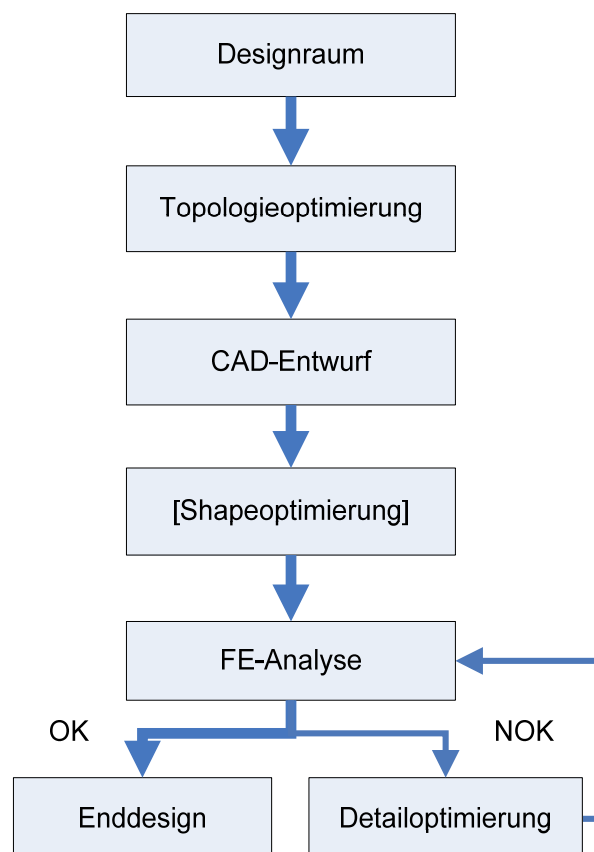 Designraum
Topologieoptimierung
CAD-Entwurf
[Shapeoptimierung]
FE-Analyse
OK
NOK
Enddesign
Detailoptimierung